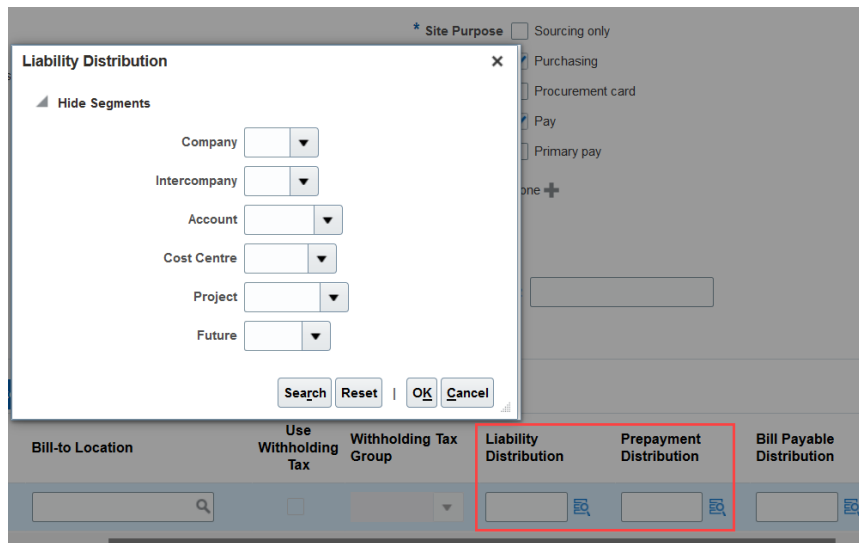 * Site Purpose Sourcing only
Liability Distribution
Purchasing
Hide Segments
Procurement card
Company
Pay
Intercompany
Primary pay
Account
Cost Centre
Project
Future
Search Reset | OK Cancel
Bill-to Location
Use Withholding Tax
Withholding Tax Group
Liability Distribution
Prepayment Distribution
Bill Payable Distribution